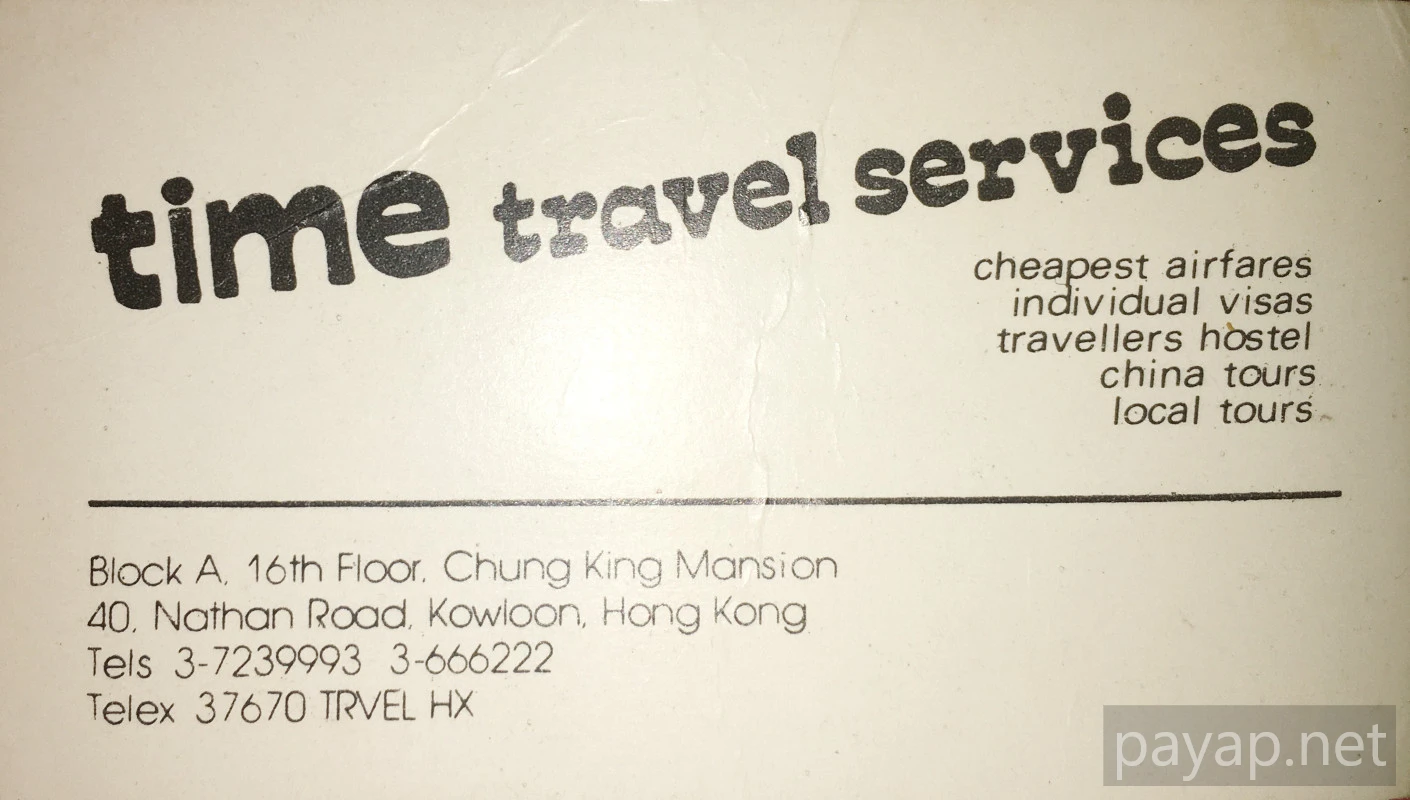 time travel services
cheapest airfares
individual visas
travellers hostel
china tours
local tours
Block A, 16th Floor, Chung King Mansion
40, Nathan Road, Kowloon, Hong Kong
Tels 3-7239993 3-666222
Telex 37670 TRVEL HX
payap.net